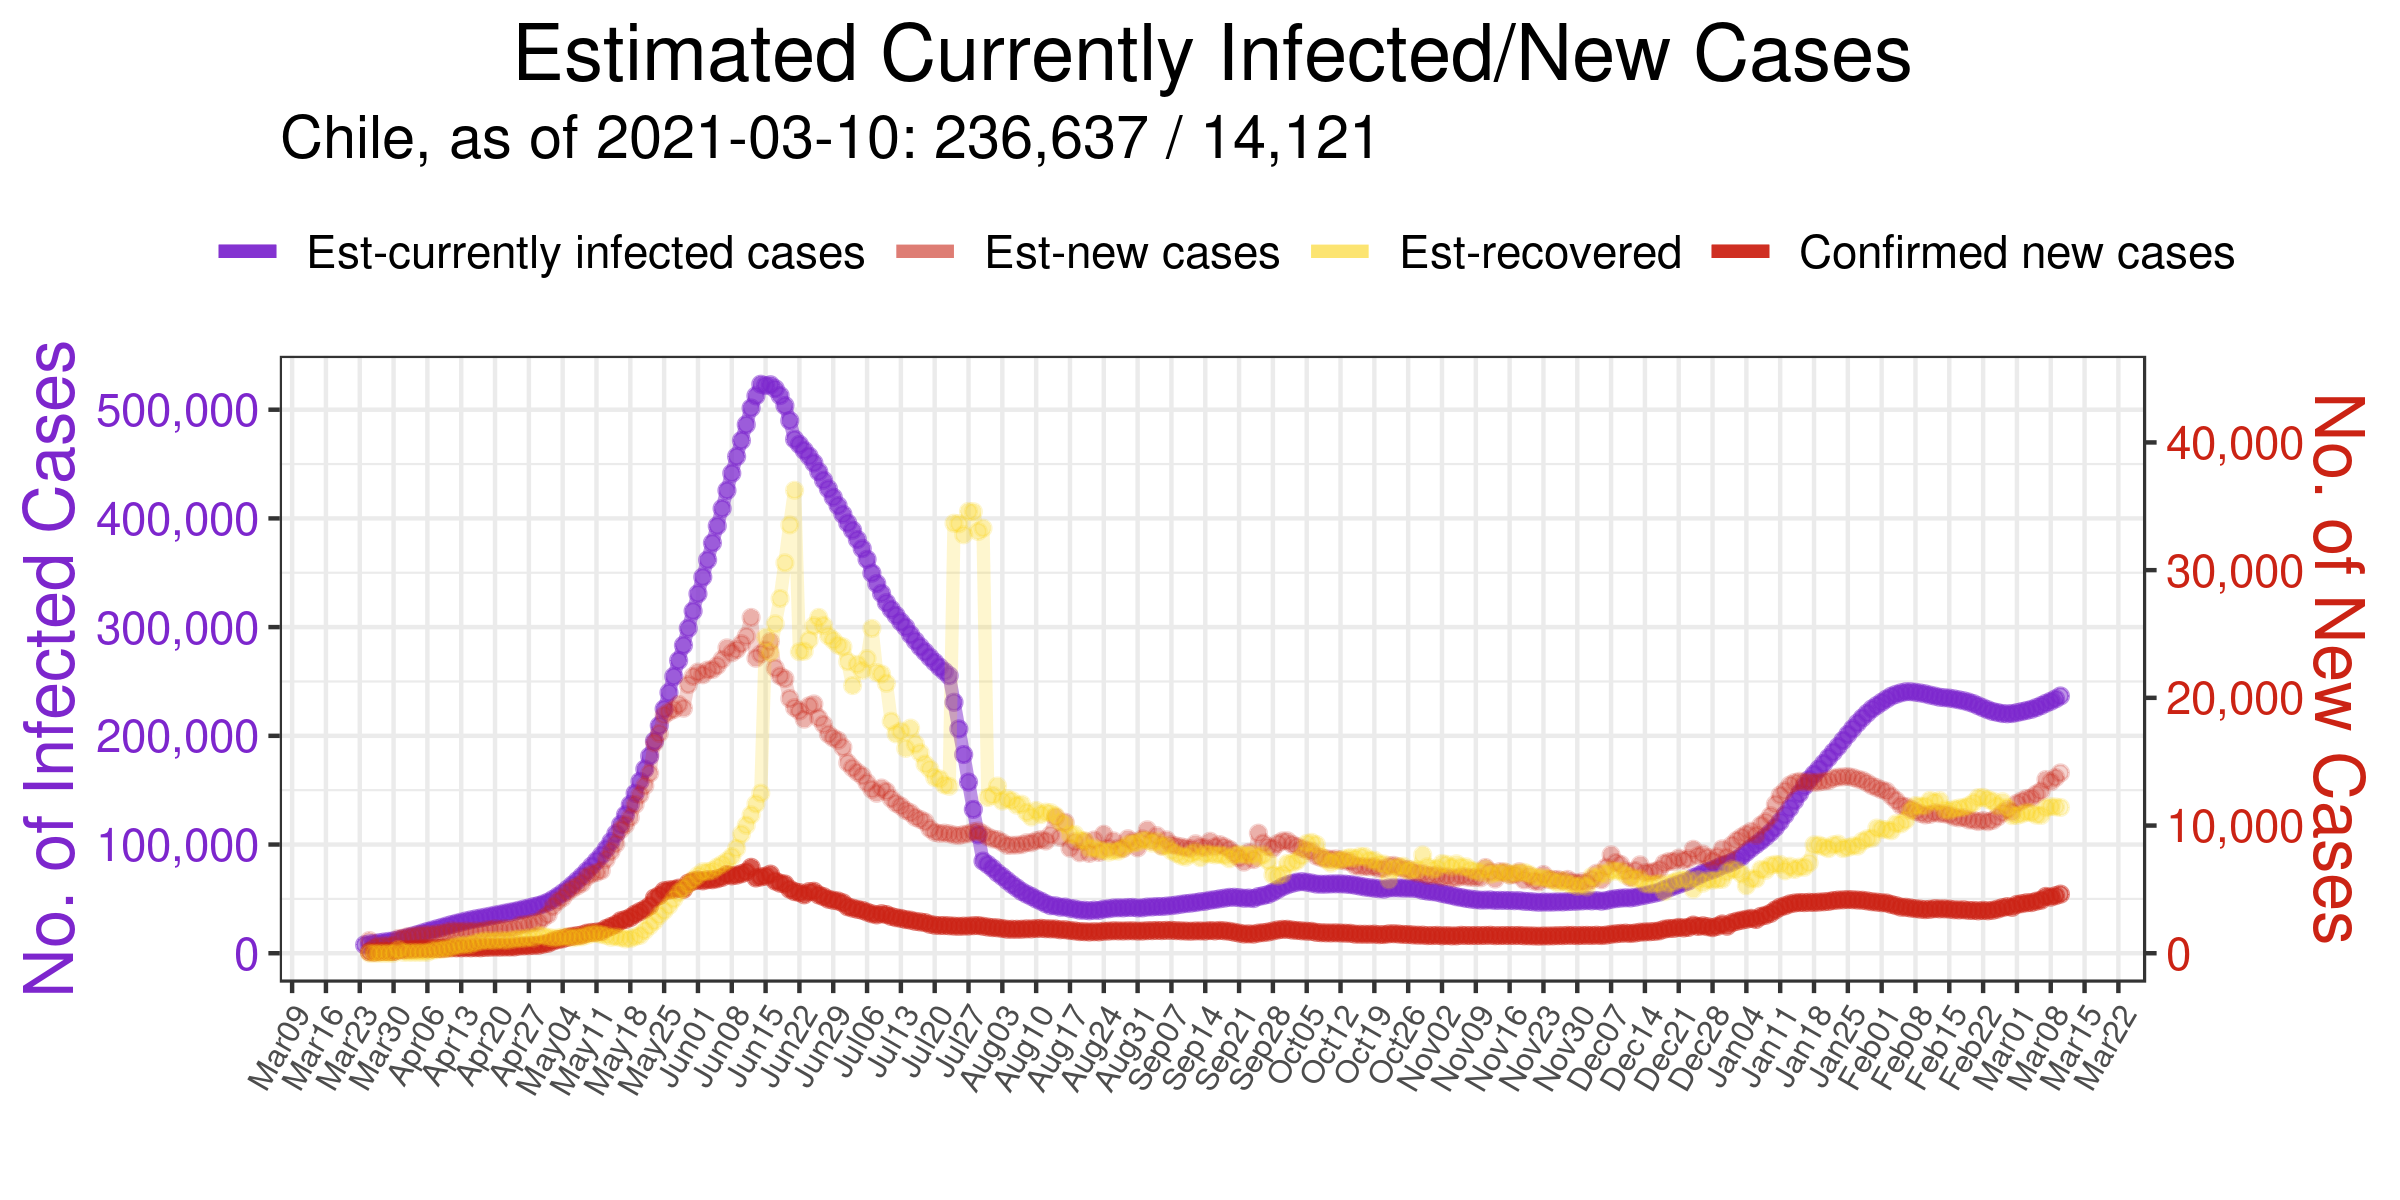 Estimated Currently Infected/New Cases
Chile, as of 2021-03-10: 236,637 / 14,121
Est-currently infected cases
Est-new cases
Est-recovered
Confirmed new cases
No. of Infected Cases
500,000
400,000
300,000
200,000
100,000
0
40,000
30,000
20,000
10,000
0
No. of New Cases
Mar09
Mar16
Mar23
Mar30
Apr06
Apr13
Apr20
Apr27
May04
May11
May18
May25
Jun01
Jun08
Jun15
Jun22
Jun29
Jul06
Jul13
Jul20
Jul27
Aug03
Aug10
Aug17
Aug24
Aug31
Sep07
Sep14
Sep21
Sep28
Oct05
Oct12
Oct19
Oct26
Nov02
Nov09
Nov16
Nov23
Nov30
Dec07
Dec14
Dec21
Dec28
Jan04
Jan11
Jan18
Jan25
Feb01
Feb08
Feb15
Feb22
Mar01
Mar08
Mar15
Mar22